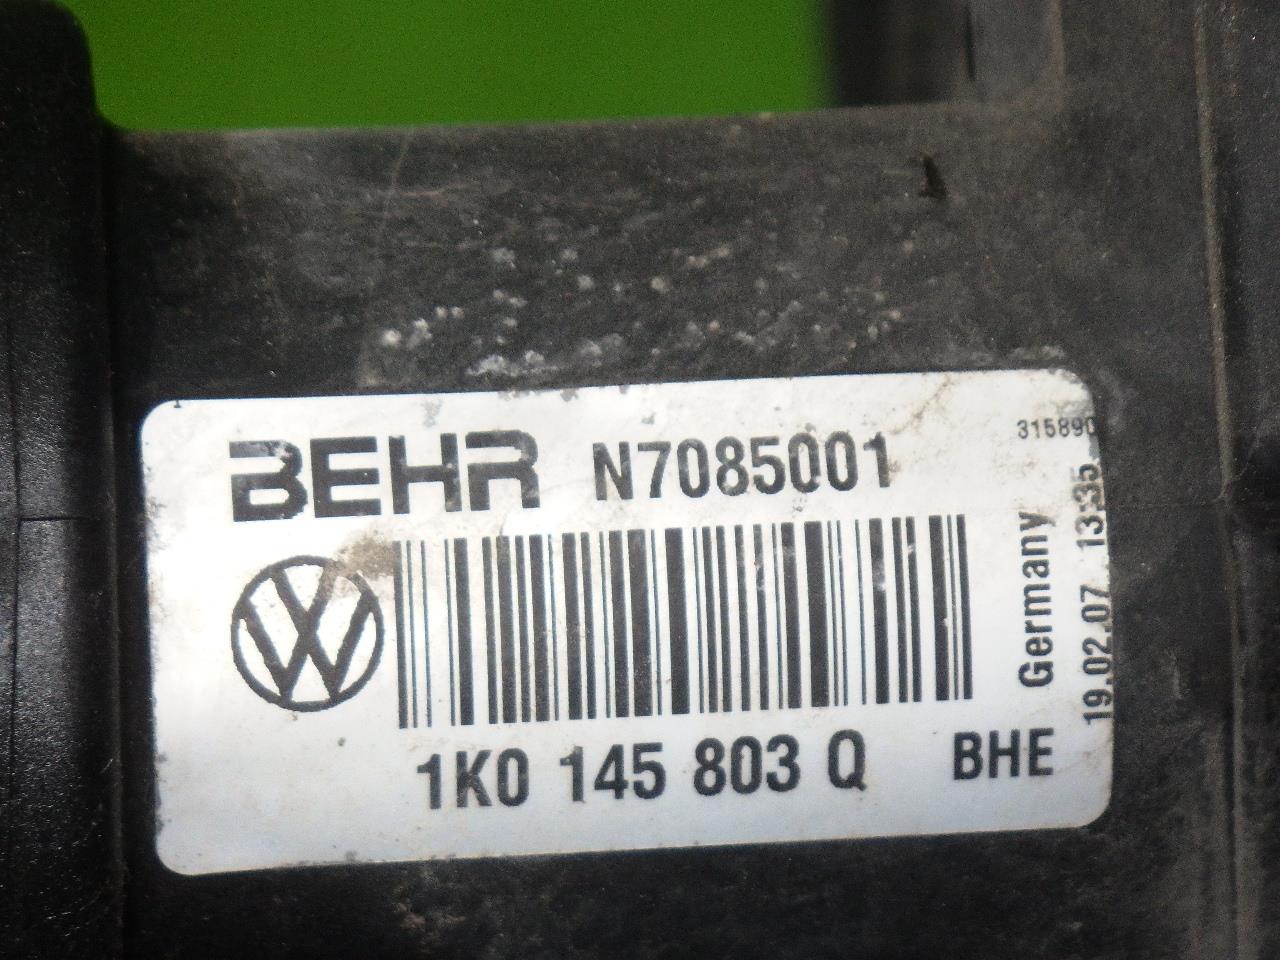 BEHR N7085001
315890
Germany
19.02.07 13:35
1K0 145 803 Q BHE